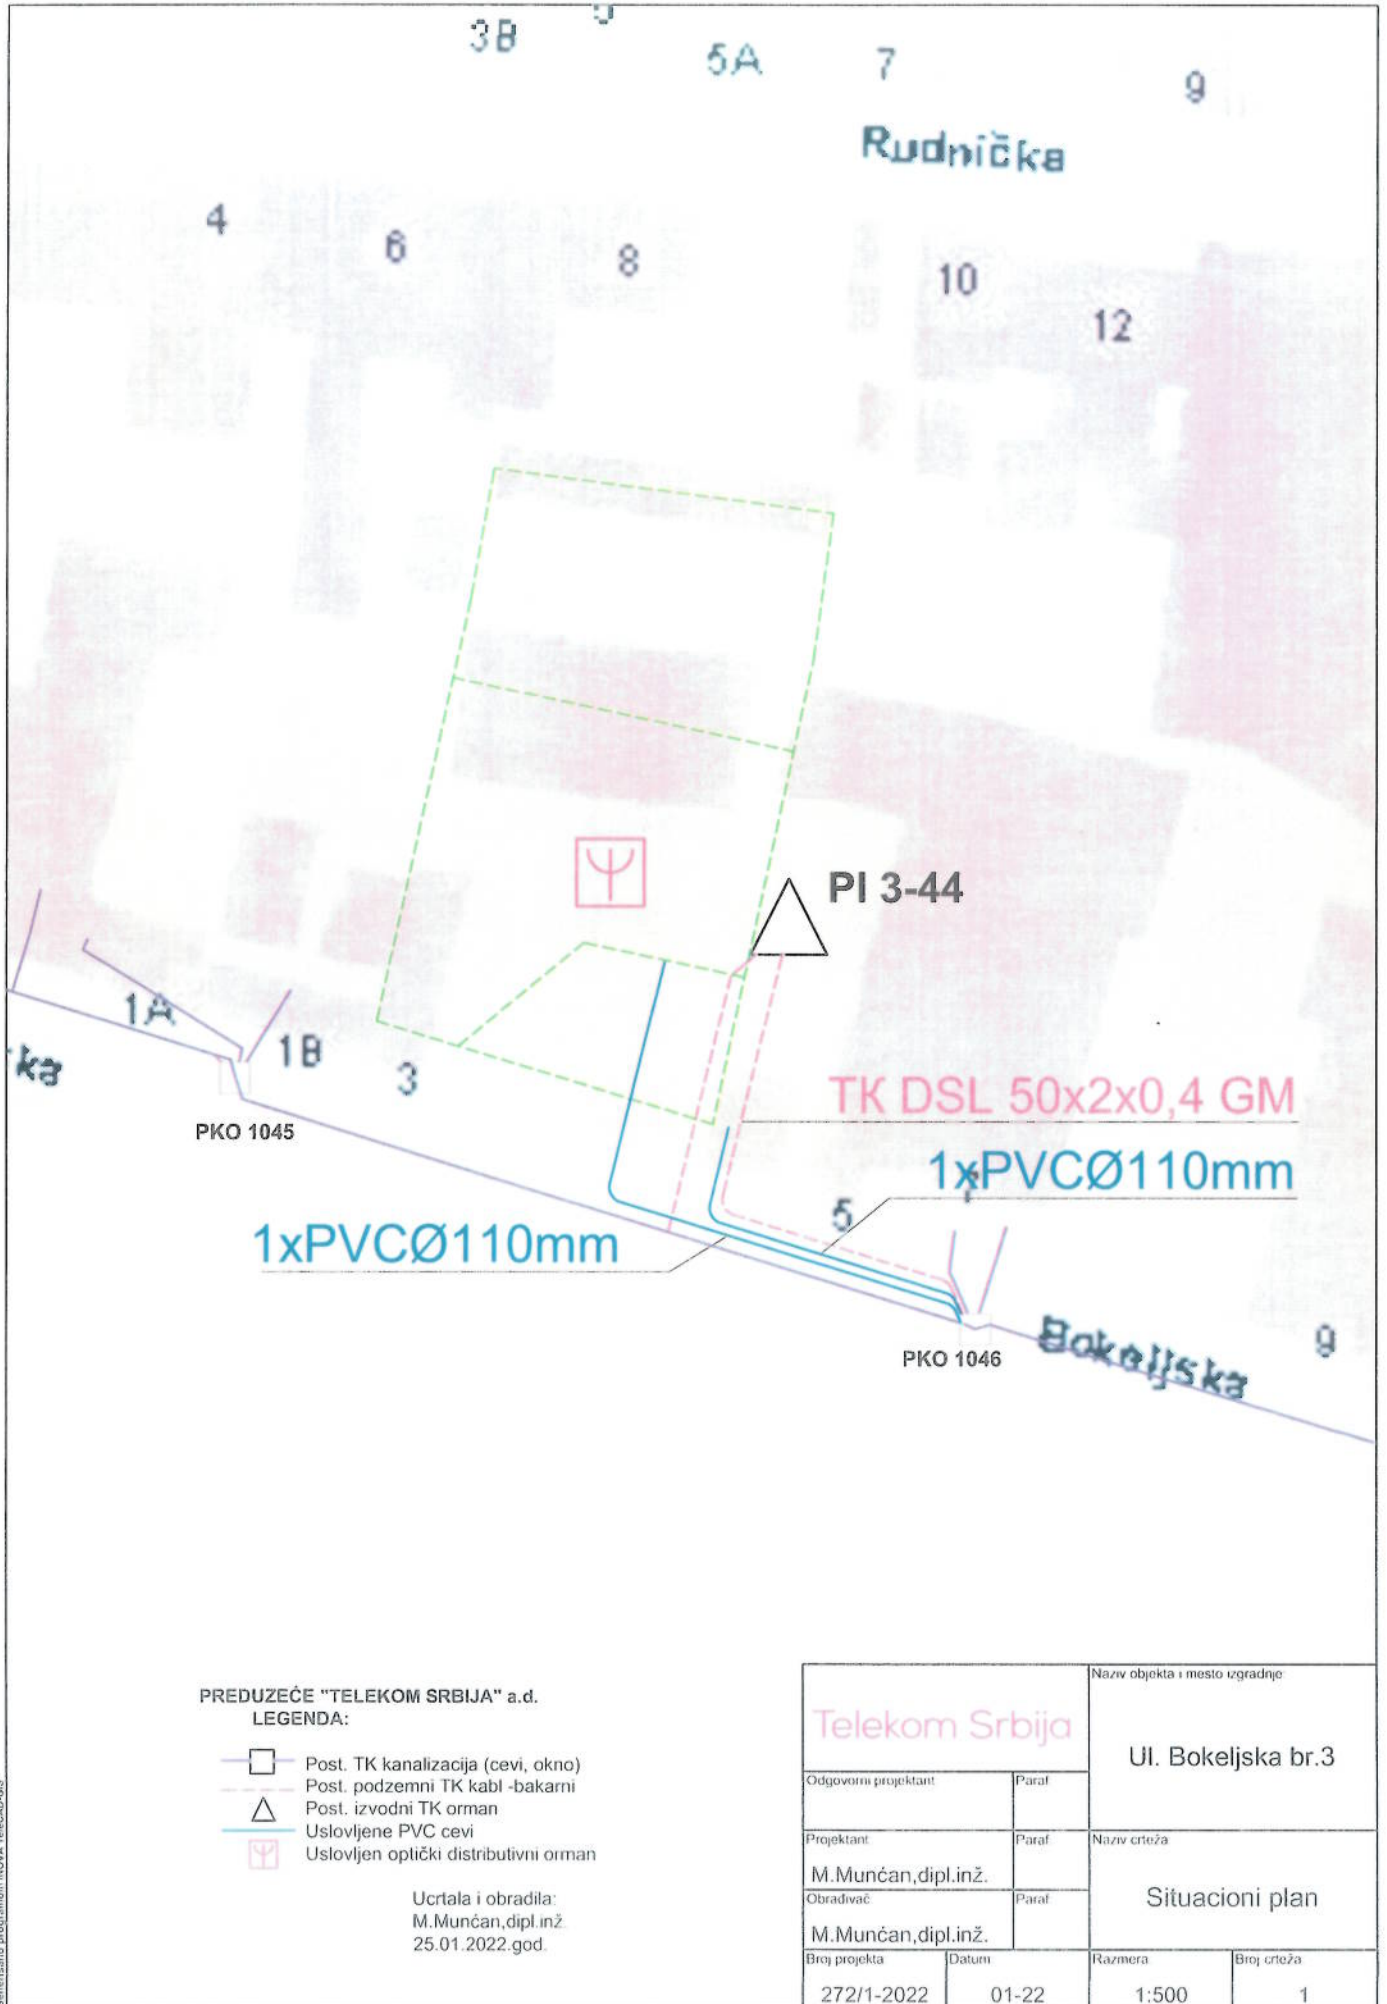 3B
5A
7
9
Rudnička
4
6
8
10
12
PI 3-44
1A
1B
3
PKO 1045
TK DSL 50x2x0,4 GM
1xPVCØ110mm
5
1xPVCØ110mm
PKO 1046
Bokeljska
9
PREDUZEĆE "TELEKOM SRBIJA" a.d.
LEGENDA:
Post. TK kanalizacija (cevi, okno)
Post. podzemni TK kabl -bakarni
Post. izvodni TK orman
Uslovljene PVC cevi
Uslovljen optički distributivni orman
Ucrtala i obradila:
M.Munćan,dipl.inž.
25.01.2022.god.
Telekom Srbija
Naziv objekta i mesto izgradnje:
Ul. Bokeljska br.3
Odgovorni projektant
Paraf
Projektant
Paraf
M.Munćan,dipl.inž.
Naziv crteža
Situacioni plan
Obrađivač
Paraf
M.Munćan,dipl.inž.
Broj projekta
Datum
Razmera
Broj crteža
272/1-2022
01-22
1:500
1